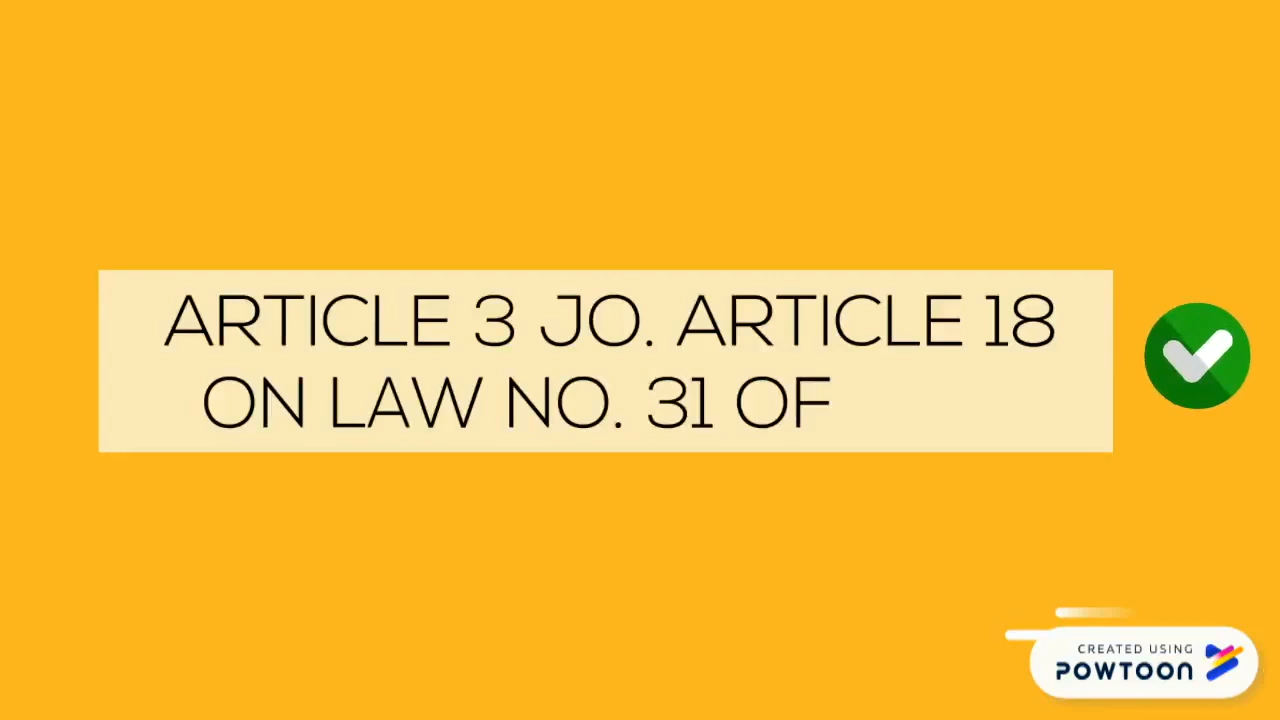 ARTICLE 3 JO. ARTICLE 18
ON LAW NO. 31 OF
CREATED USING
POWTOON